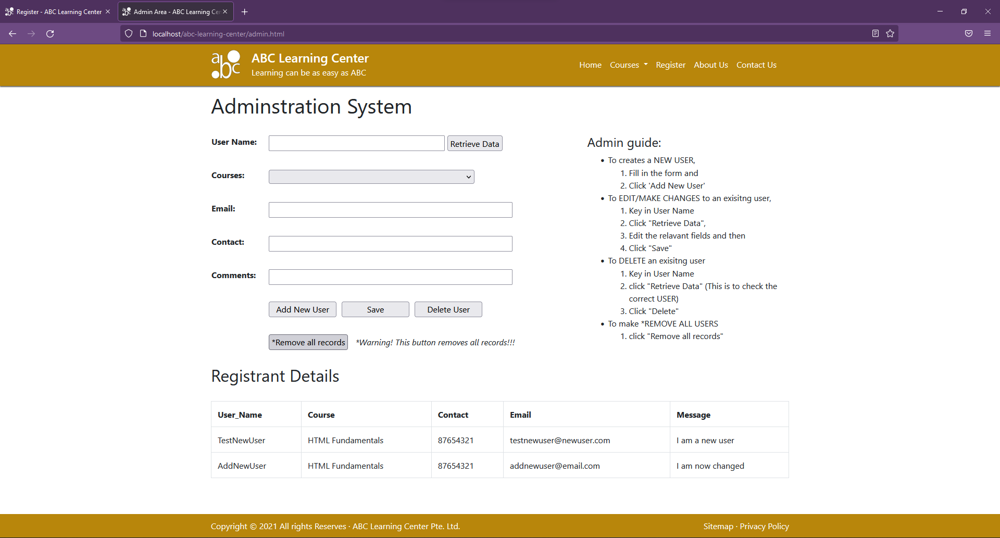 Register - ABC Learning Center
Admin Area - ABC Learning Cen
localhost/abc-learning-center/admin.html
abc
ABC Learning Center
Learning can be as easy as ABC
Home Courses Register About Us Contact Us
Adminstration System
User Name:
Retrieve Data
Courses:
Email:
Contact:
Comments:
Add New User Save Delete User
*Remove all records *Warning! This button removes all records!!!
Admin guide:
• To creates a NEW USER,
1. Fill in the form and
2. Click 'Add New User'
• To EDIT/MAKE CHANGES to an exisitng user,
1. Key in User Name
2. Click "Retrieve Data",
3. Edit the relavant fields and then
4. Click "Save"
• To DELETE an exisitng user
1. Key in User Name
2. click "Retrieve Data" (This is to check the
correct USER)
3. Click "Delete"
• To make *REMOVE ALL USERS
1. click "Remove all records"
Registrant Details
User_Name Course Contact Email Message
TestNewUser HTML Fundamentals 87654321 testnewuser@newuser.com I am a new user
AddNewUser HTML Fundamentals 87654321 addnewuser@email.com I am now changed
Copyright © 2021 All rights Reserves · ABC Learning Center Pte. Ltd.
Sitemap · Privacy Policy